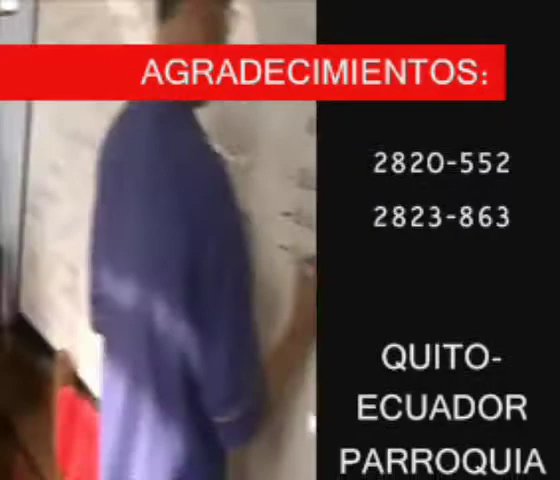 AGRADECIMIENTOS:
2820-552
2823-863
QUITO-
ECUADOR
PARROQUIA